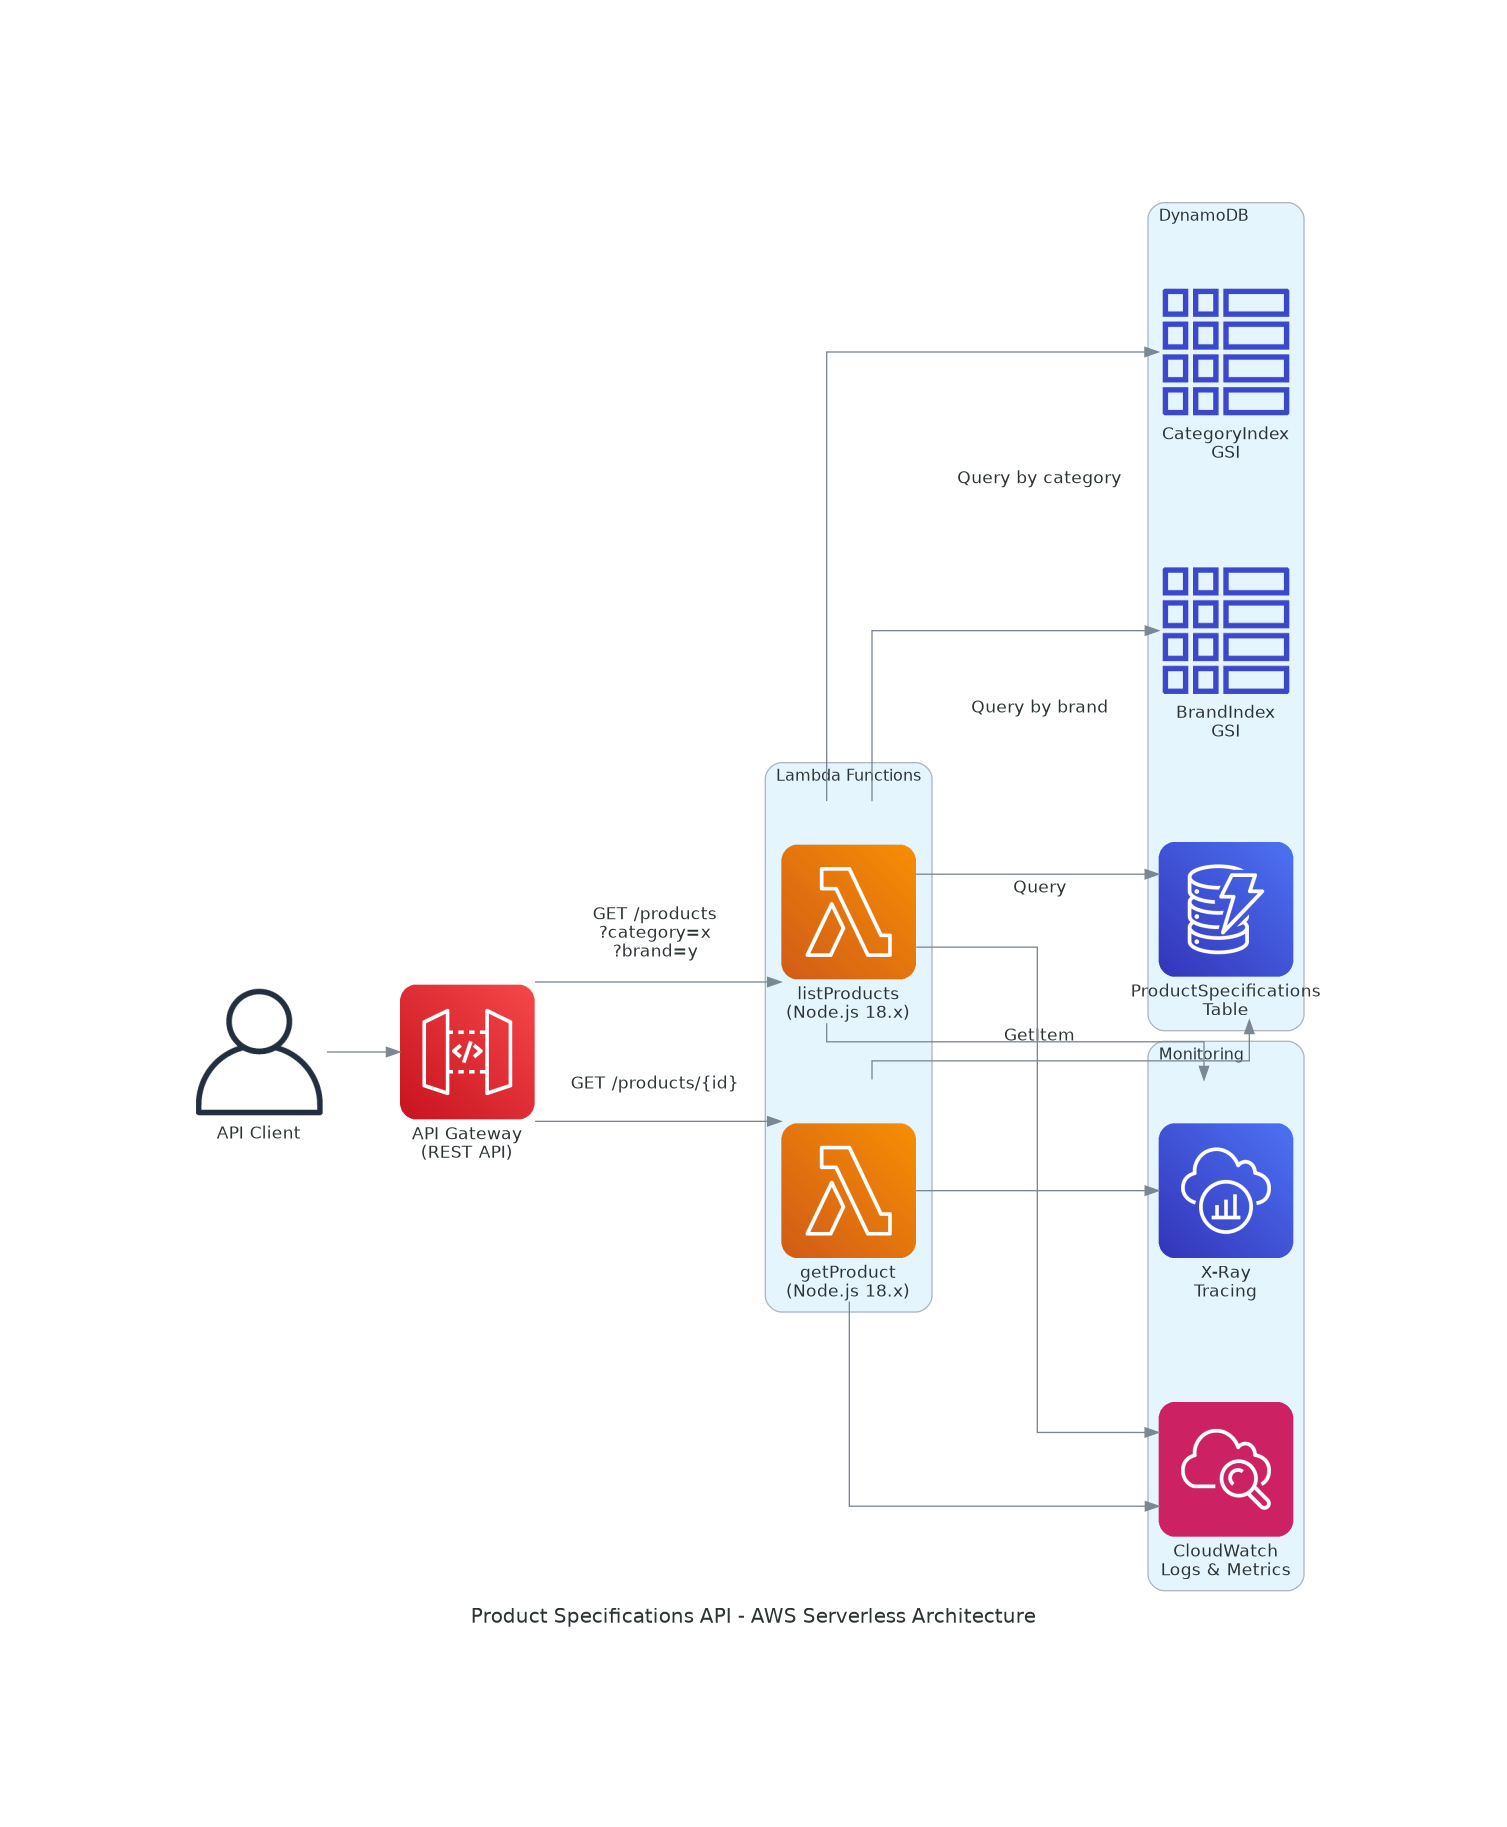 DynamoDB
CategoryIndex
GSI
Query by category
BrandIndex
GSI
Query by brand
Lambda Functions
Query
GET /products
?category=x
?brand=y
listProducts
(Node.js 18.x)
ProductSpecifications
Table
GetItem
Monitoring
GET /products/{id}
API Client
API Gateway
(REST API)
getProduct
(Node.js 18.x)
X-Ray
Tracing
CloudWatch
Logs & Metrics
Product Specifications API - AWS Serverless Architecture